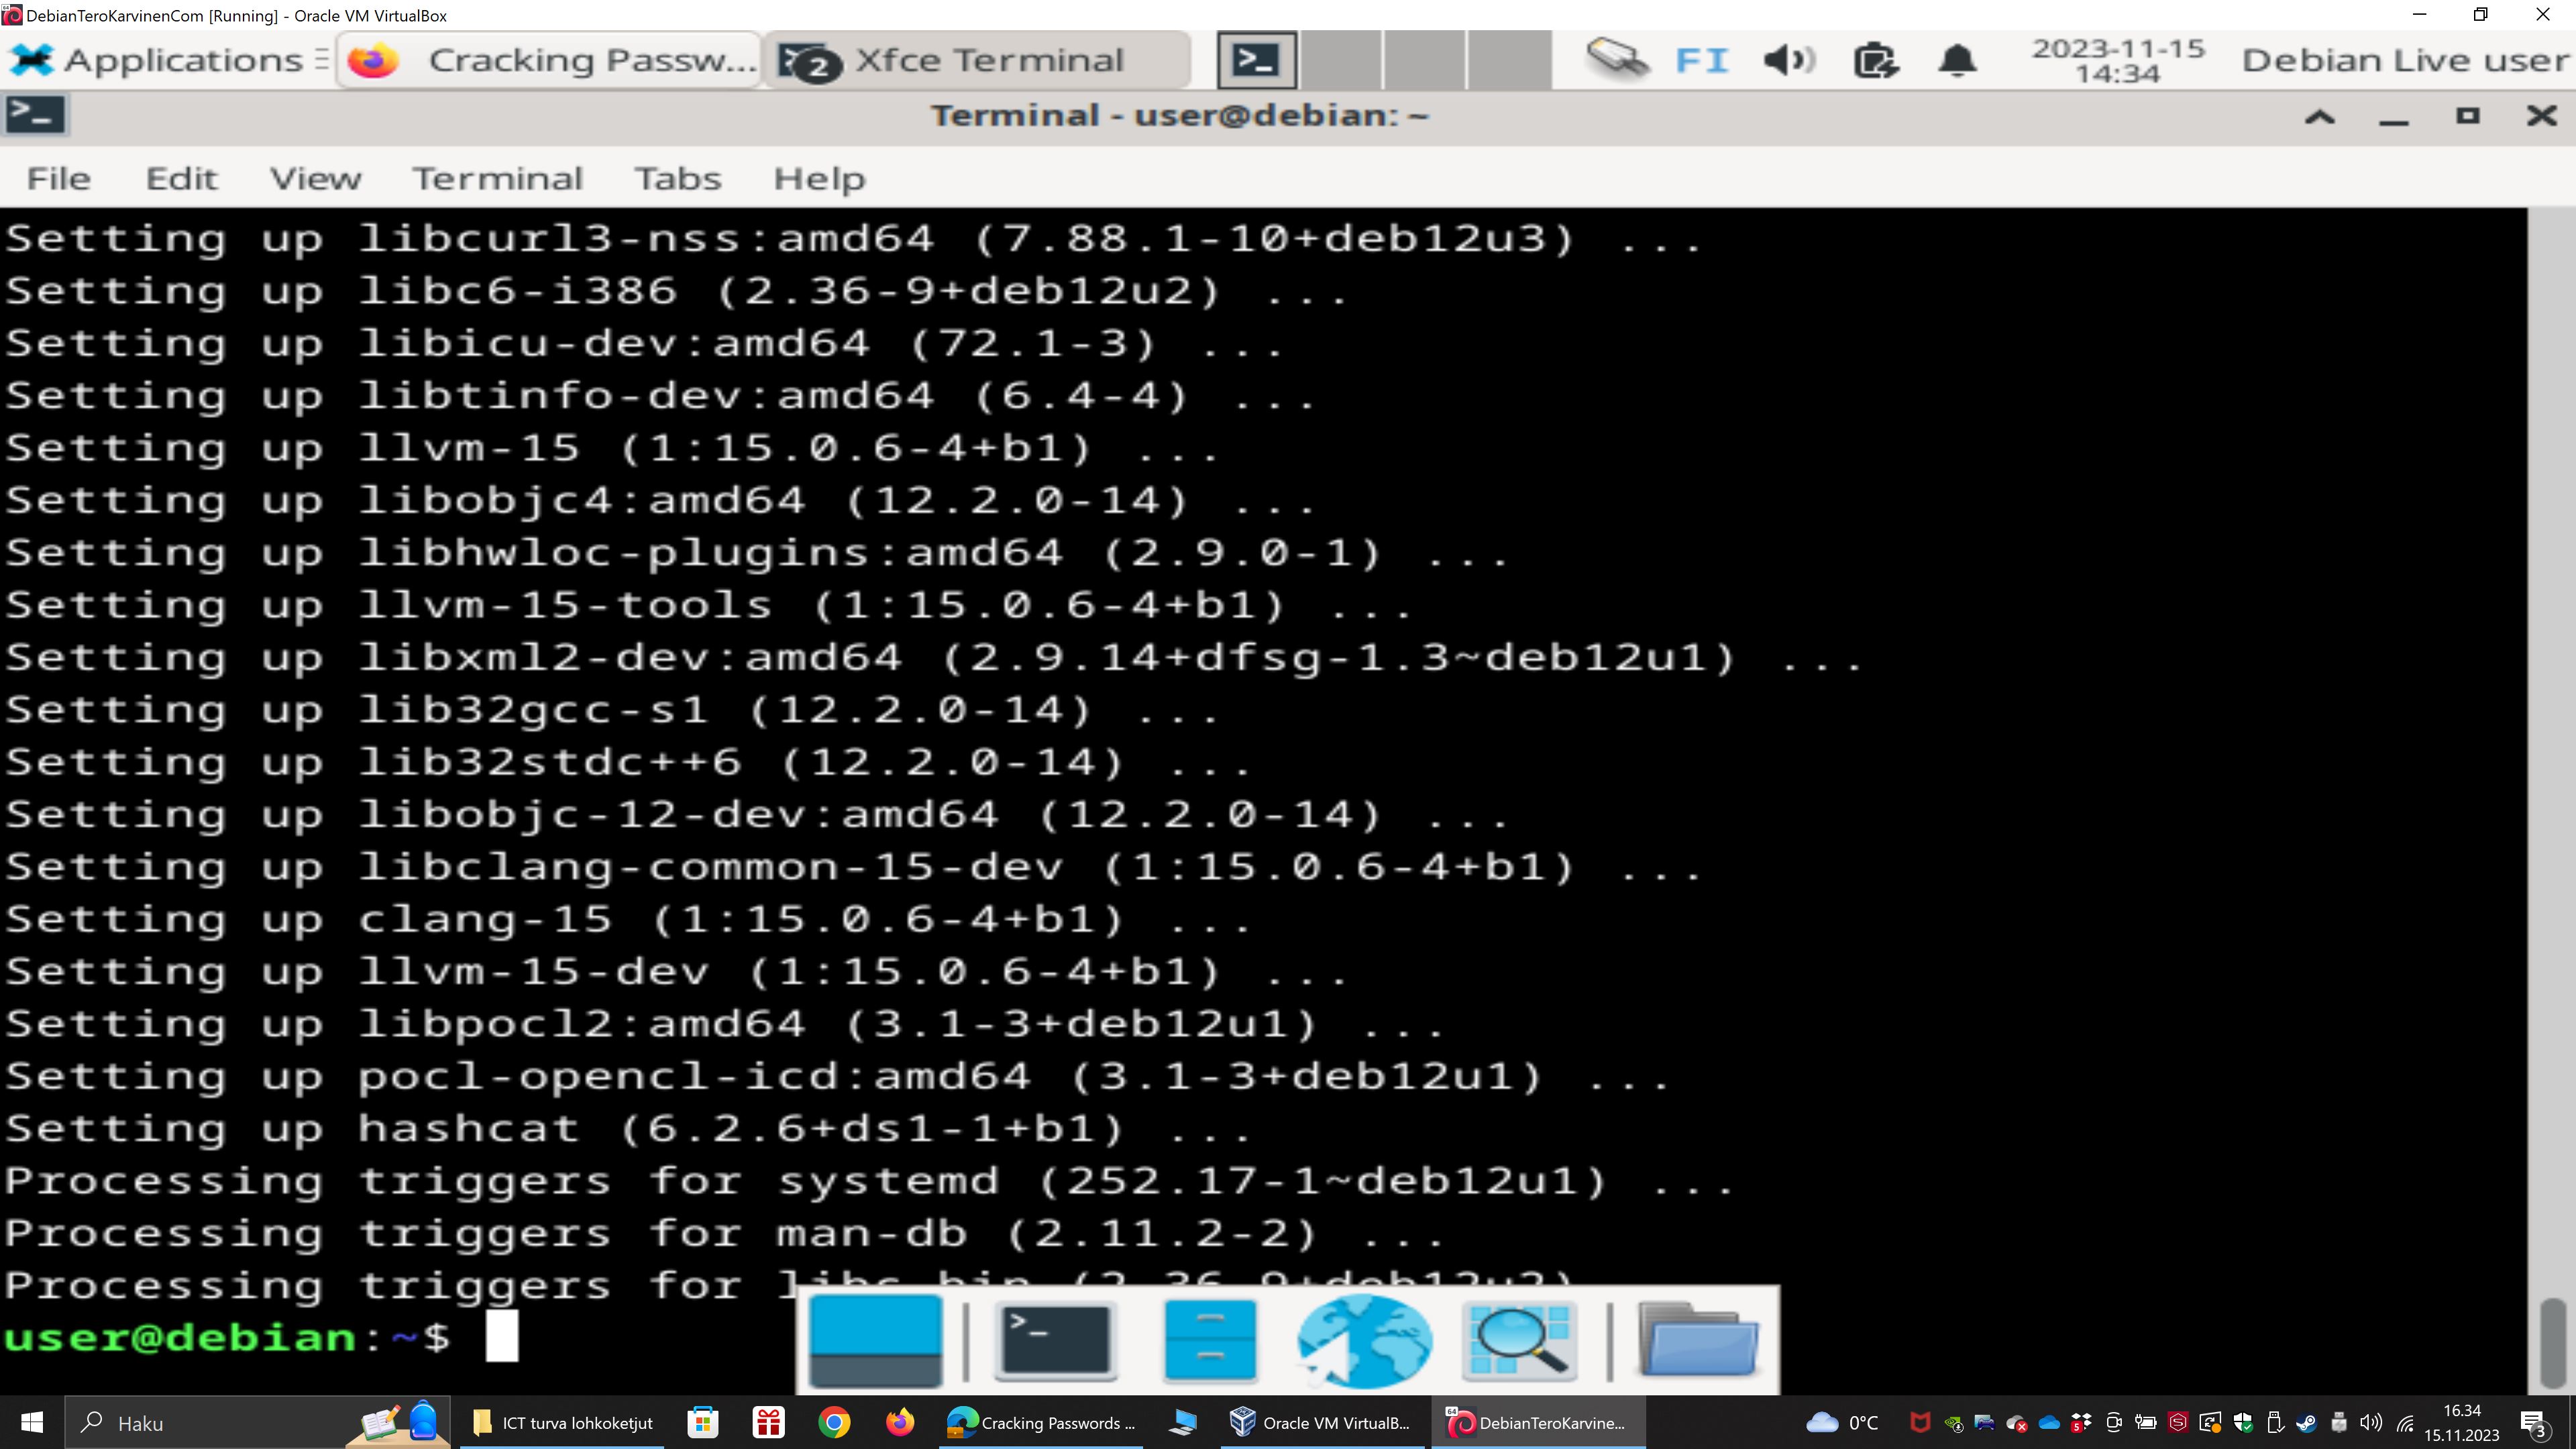 DebianTeroKarvinenCom [Running] - Oracle VM VirtualBox
Applications
Cracking Passw...
2 Xfce Terminal
FI
2023-11-15
14:34
Debian Live user
Terminal - user@debian: ~
File Edit View Terminal Tabs Help
Setting up libcurl3-nss:amd64 (7.88.1-10+deb12u3) ...
Setting up libc6-i386 (2.36-9+deb12u2) ...
Setting up libicu-dev:amd64 (72.1-3) ...
Setting up libtinfo-dev:amd64 (6.4-4) ...
Setting up llvm-15 (1:15.0.6-4+b1) ...
Setting up libobjc4:amd64 (12.2.0-14) ...
Setting up libhwloc-plugins:amd64 (2.9.0-1) ...
Setting up llvm-15-tools (1:15.0.6-4+b1) ...
Setting up libxml2-dev:amd64 (2.9.14+dfsg-1.3~deb12u1) ...
Setting up lib32gcc-s1 (12.2.0-14) ...
Setting up lib32stdc++6 (12.2.0-14) ...
Setting up libobjc-12-dev:amd64 (12.2.0-14) ...
Setting up libclang-common-15-dev (1:15.0.6-4+b1) ...
Setting up clang-15 (1:15.0.6-4+b1) ...
Setting up llvm-15-dev (1:15.0.6-4+b1) ...
Setting up libpocl2:amd64 (3.1-3+deb12u1) ...
Setting up pocl-opencl-icd:amd64 (3.1-3+deb12u1) ...
Setting up hashcat (6.2.6+ds1-1+b1) ...
Processing triggers for systemd (252.17-1~deb12u1) ...
Processing triggers for man-db (2.11.2-2) ...
Processing triggers for libc-bin (2.36-9+deb12u2)
user@debian:~$
Haku
ICT turva lohkoketjut
Cracking Passwords ...
Oracle VM VirtualB...
DebianTeroKarvine...
0°C
16.34
15.11.2023
3